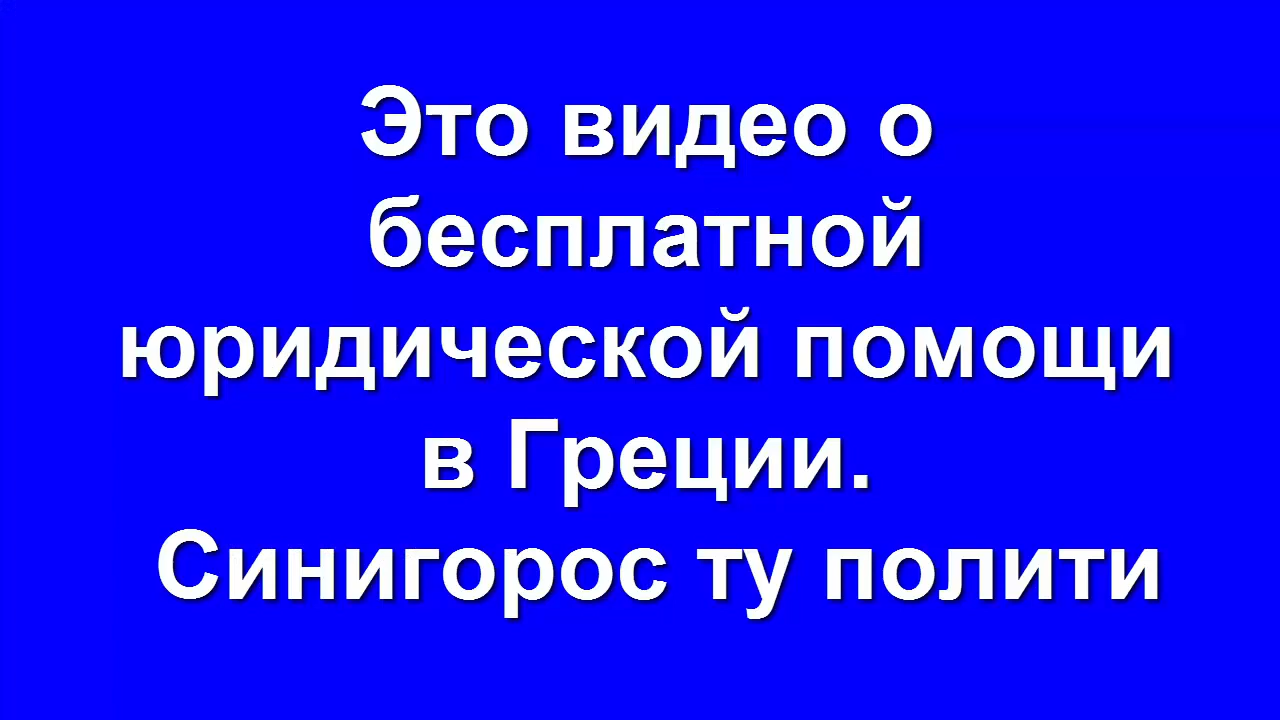 Это видео о
бесплатной
юридической помощи
в Греции.
Синигорос ту полити